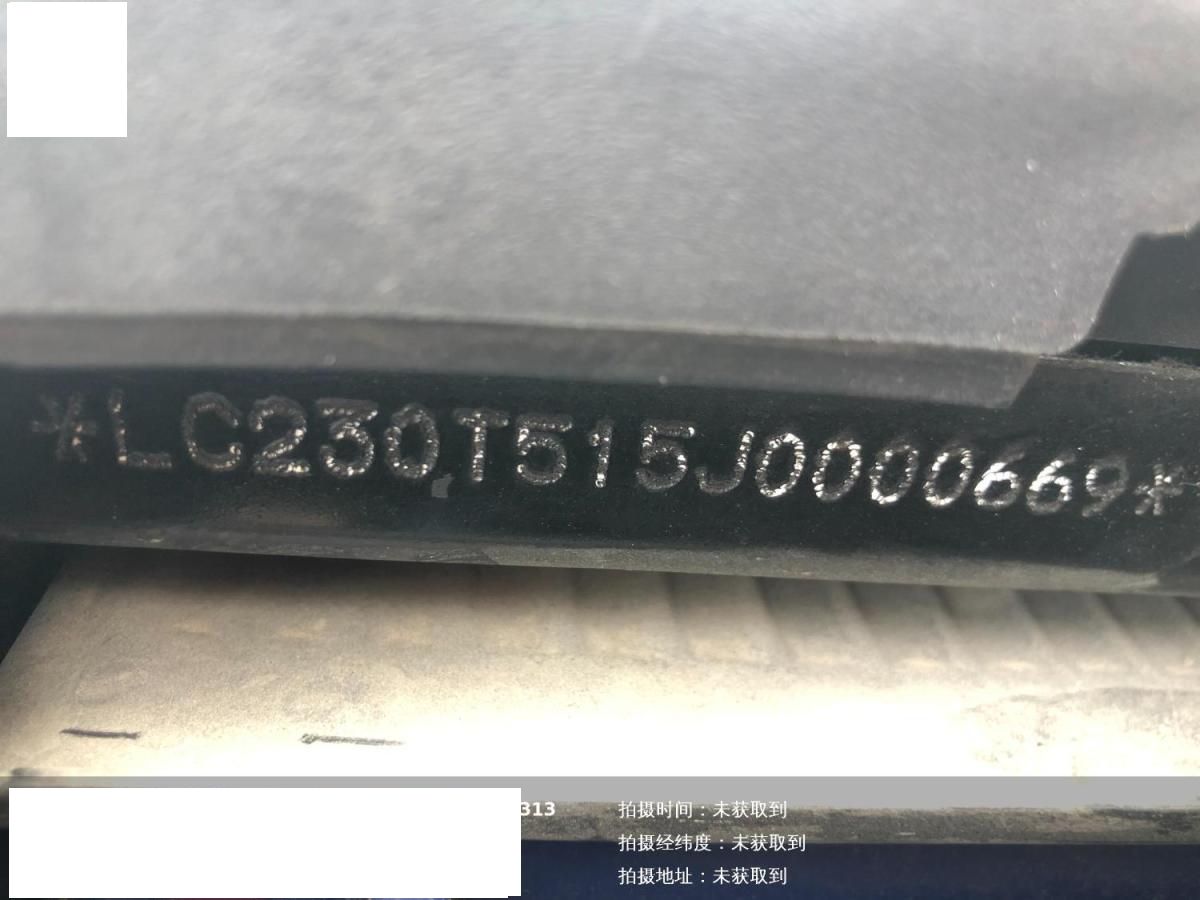 *LC230T515J0000669*
313
拍摄时间：未获取到
拍摄经纬度：未获取到
拍摄地址：未获取到